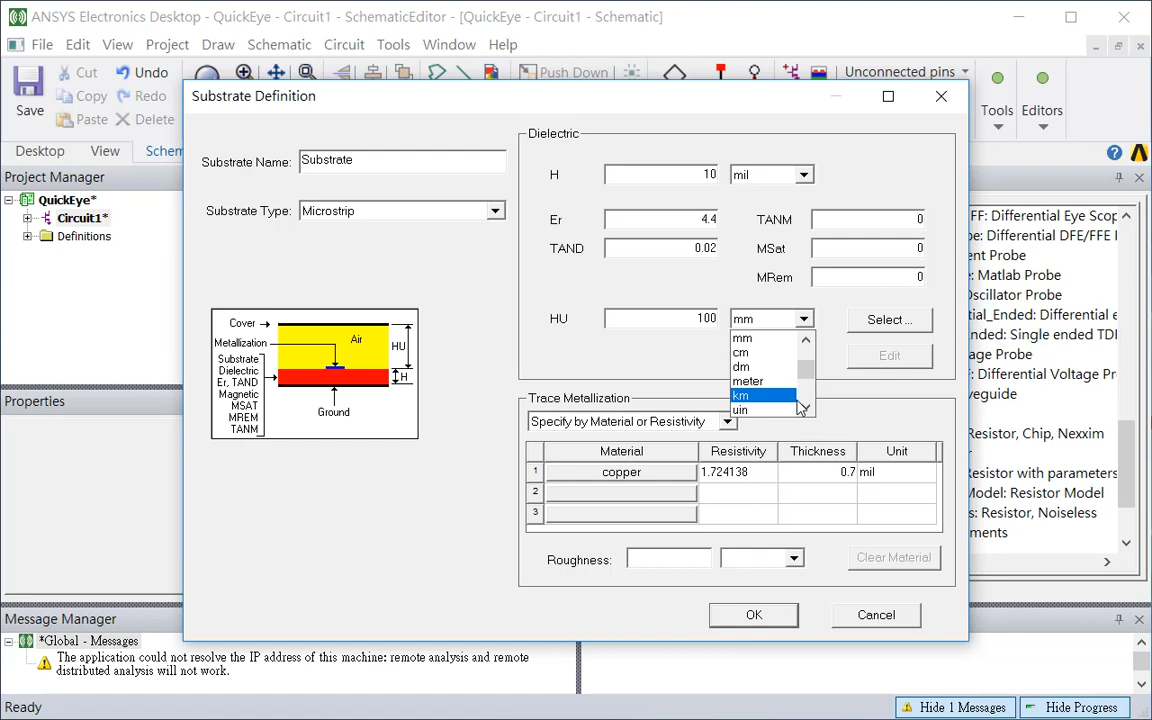 ANSYS Electronics Desktop - QuickEye - Circuit1 - SchematicEditor - [QuickEye - Circuit1 - Schematic]
File Edit View Project Draw Schematic Circuit Tools Window Help
Save
Cut
Copy
Paste
Undo
Redo
Delete
Push Down
Unconnected pins
Tools
Editors
Desktop View Schem
Project Manager
QuickEye*
Circuit1*
Definitions
Properties
Substrate Definition
Substrate Name: Substrate
Substrate Type: Microstrip
Cover
Metallization
Substrate
Dielectric
Er, TAND
Magnetic
MSAT
MREM
TANM
Air
HU
H
Ground
Dielectric
H 10 mil
Er 4.4 TANM 0
TAND 0.02 MSat 0
MRem 0
HU 100 mm Select ...
Edit
mm
cm
dm
meter
km
uin
Trace Metallization
Specify by Material or Resistivity
Material Resistivity Thickness Unit
1 copper 1.724138 0.7 mil
2
3
Roughness: Clear Material
OK Cancel
FF: Differential Eye Scop
be: Differential DFE/FFE
ent Probe
e: Matlab Probe
Oscillator Probe
tial_Ended: Differential e
Ended: Single ended TDI
tage Probe
F: Differential Voltage Pr
veguide
Resistor, Chip, Nexxim
r
Resistor with parameters
Model: Resistor Model
s: Resistor, Noiseless
ments
Message Manager
*Global - Messages
The application could not resolve the IP address of this machine: remote analysis and remote
distributed analysis will not work.
Ready
Hide 1 Messages Hide Progress